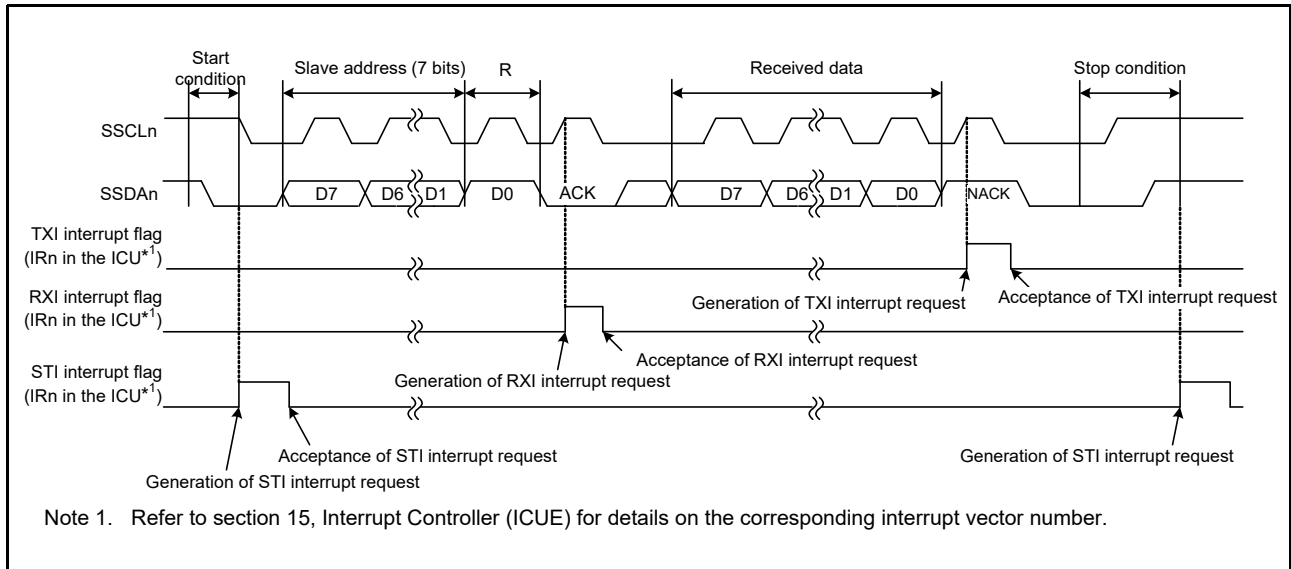 Start
condition
Slave address (7 bits)
R
Received data
Stop condition
SSCLn
SSDAn
D7
D6
D1
D0
ACK
D7
D6
D1
D0
NACK
TXI interrupt flag
(IRn in the ICU*1)
Generation of TXI interrupt request
Acceptance of TXI interrupt request
RXI interrupt flag
(IRn in the ICU*1)
Acceptance of RXI interrupt request
Generation of RXI interrupt request
STI interrupt flag
(IRn in the ICU*1)
Acceptance of STI interrupt request
Generation of STI interrupt request
Generation of STI interrupt request
Note 1. Refer to section 15, Interrupt Controller (ICUE) for details on the corresponding interrupt vector number.